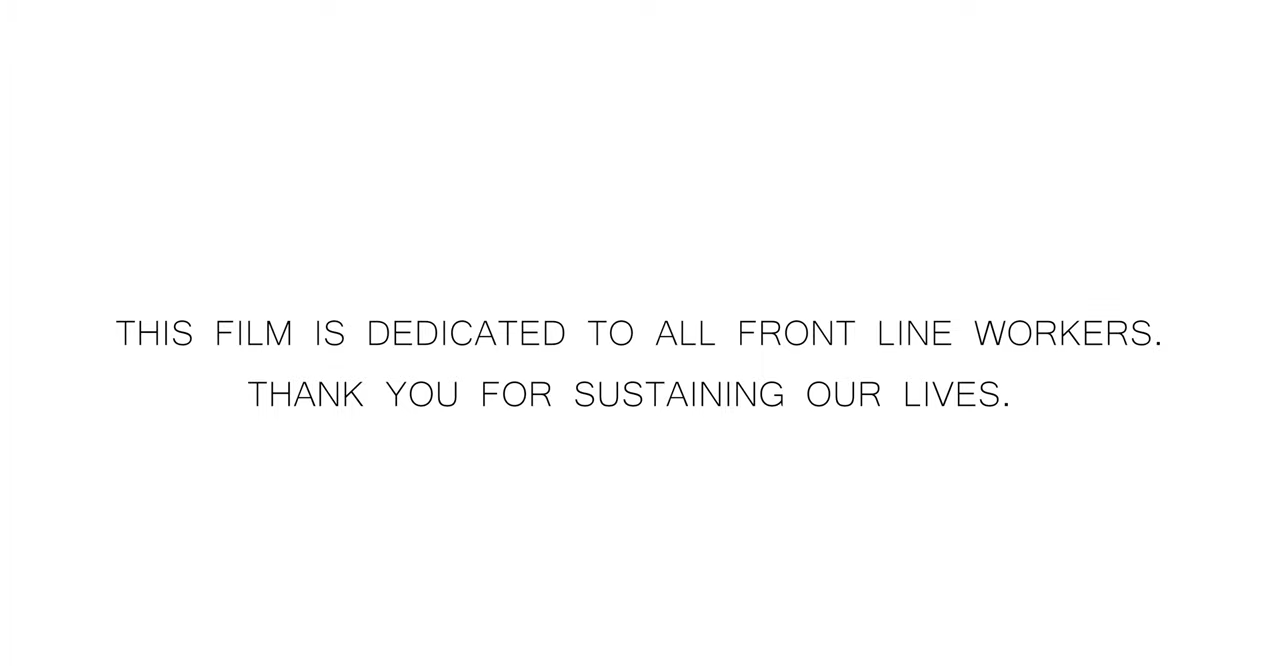 THIS FILM IS DEDICATED TO ALL FRONT LINE WORKERS.
THANK YOU FOR SUSTAINING OUR LIVES.